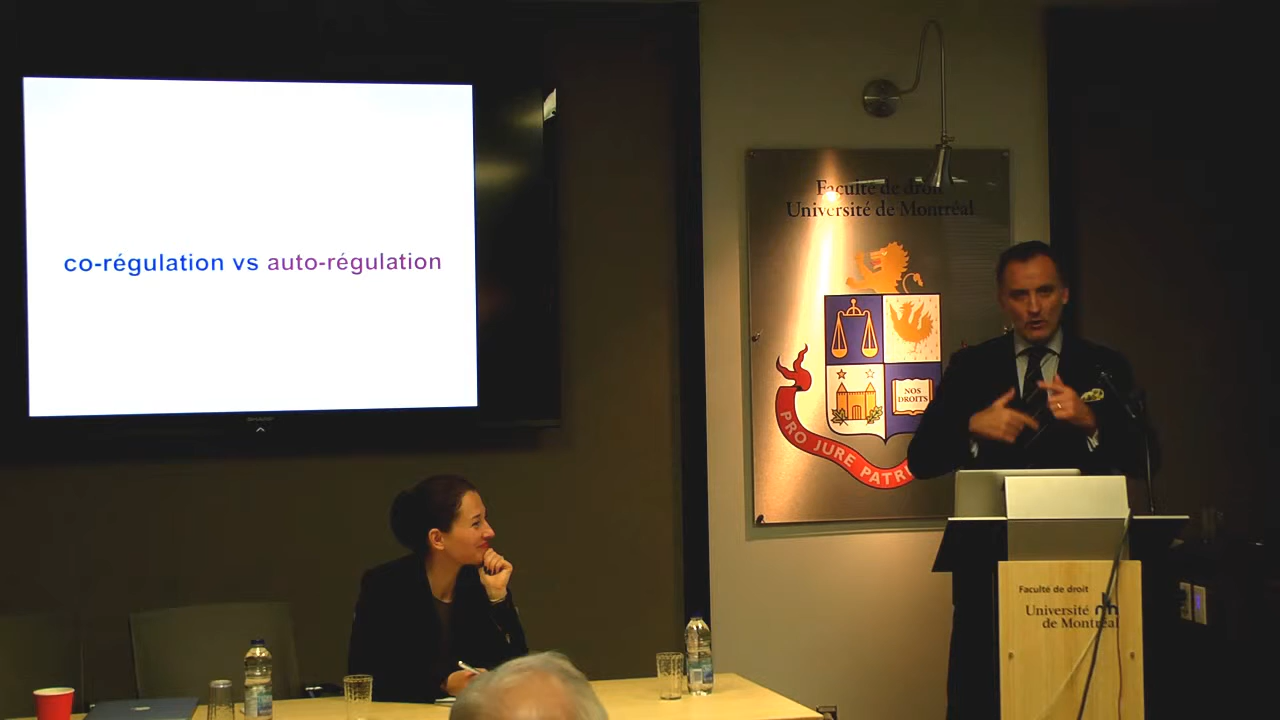 co-régulation vs auto-régulation
SHARP
Faculté de droit
Université de Montréal
NOS
DROITS
PRO JURE PATRI
Faculté de droit
Université
de Montréal